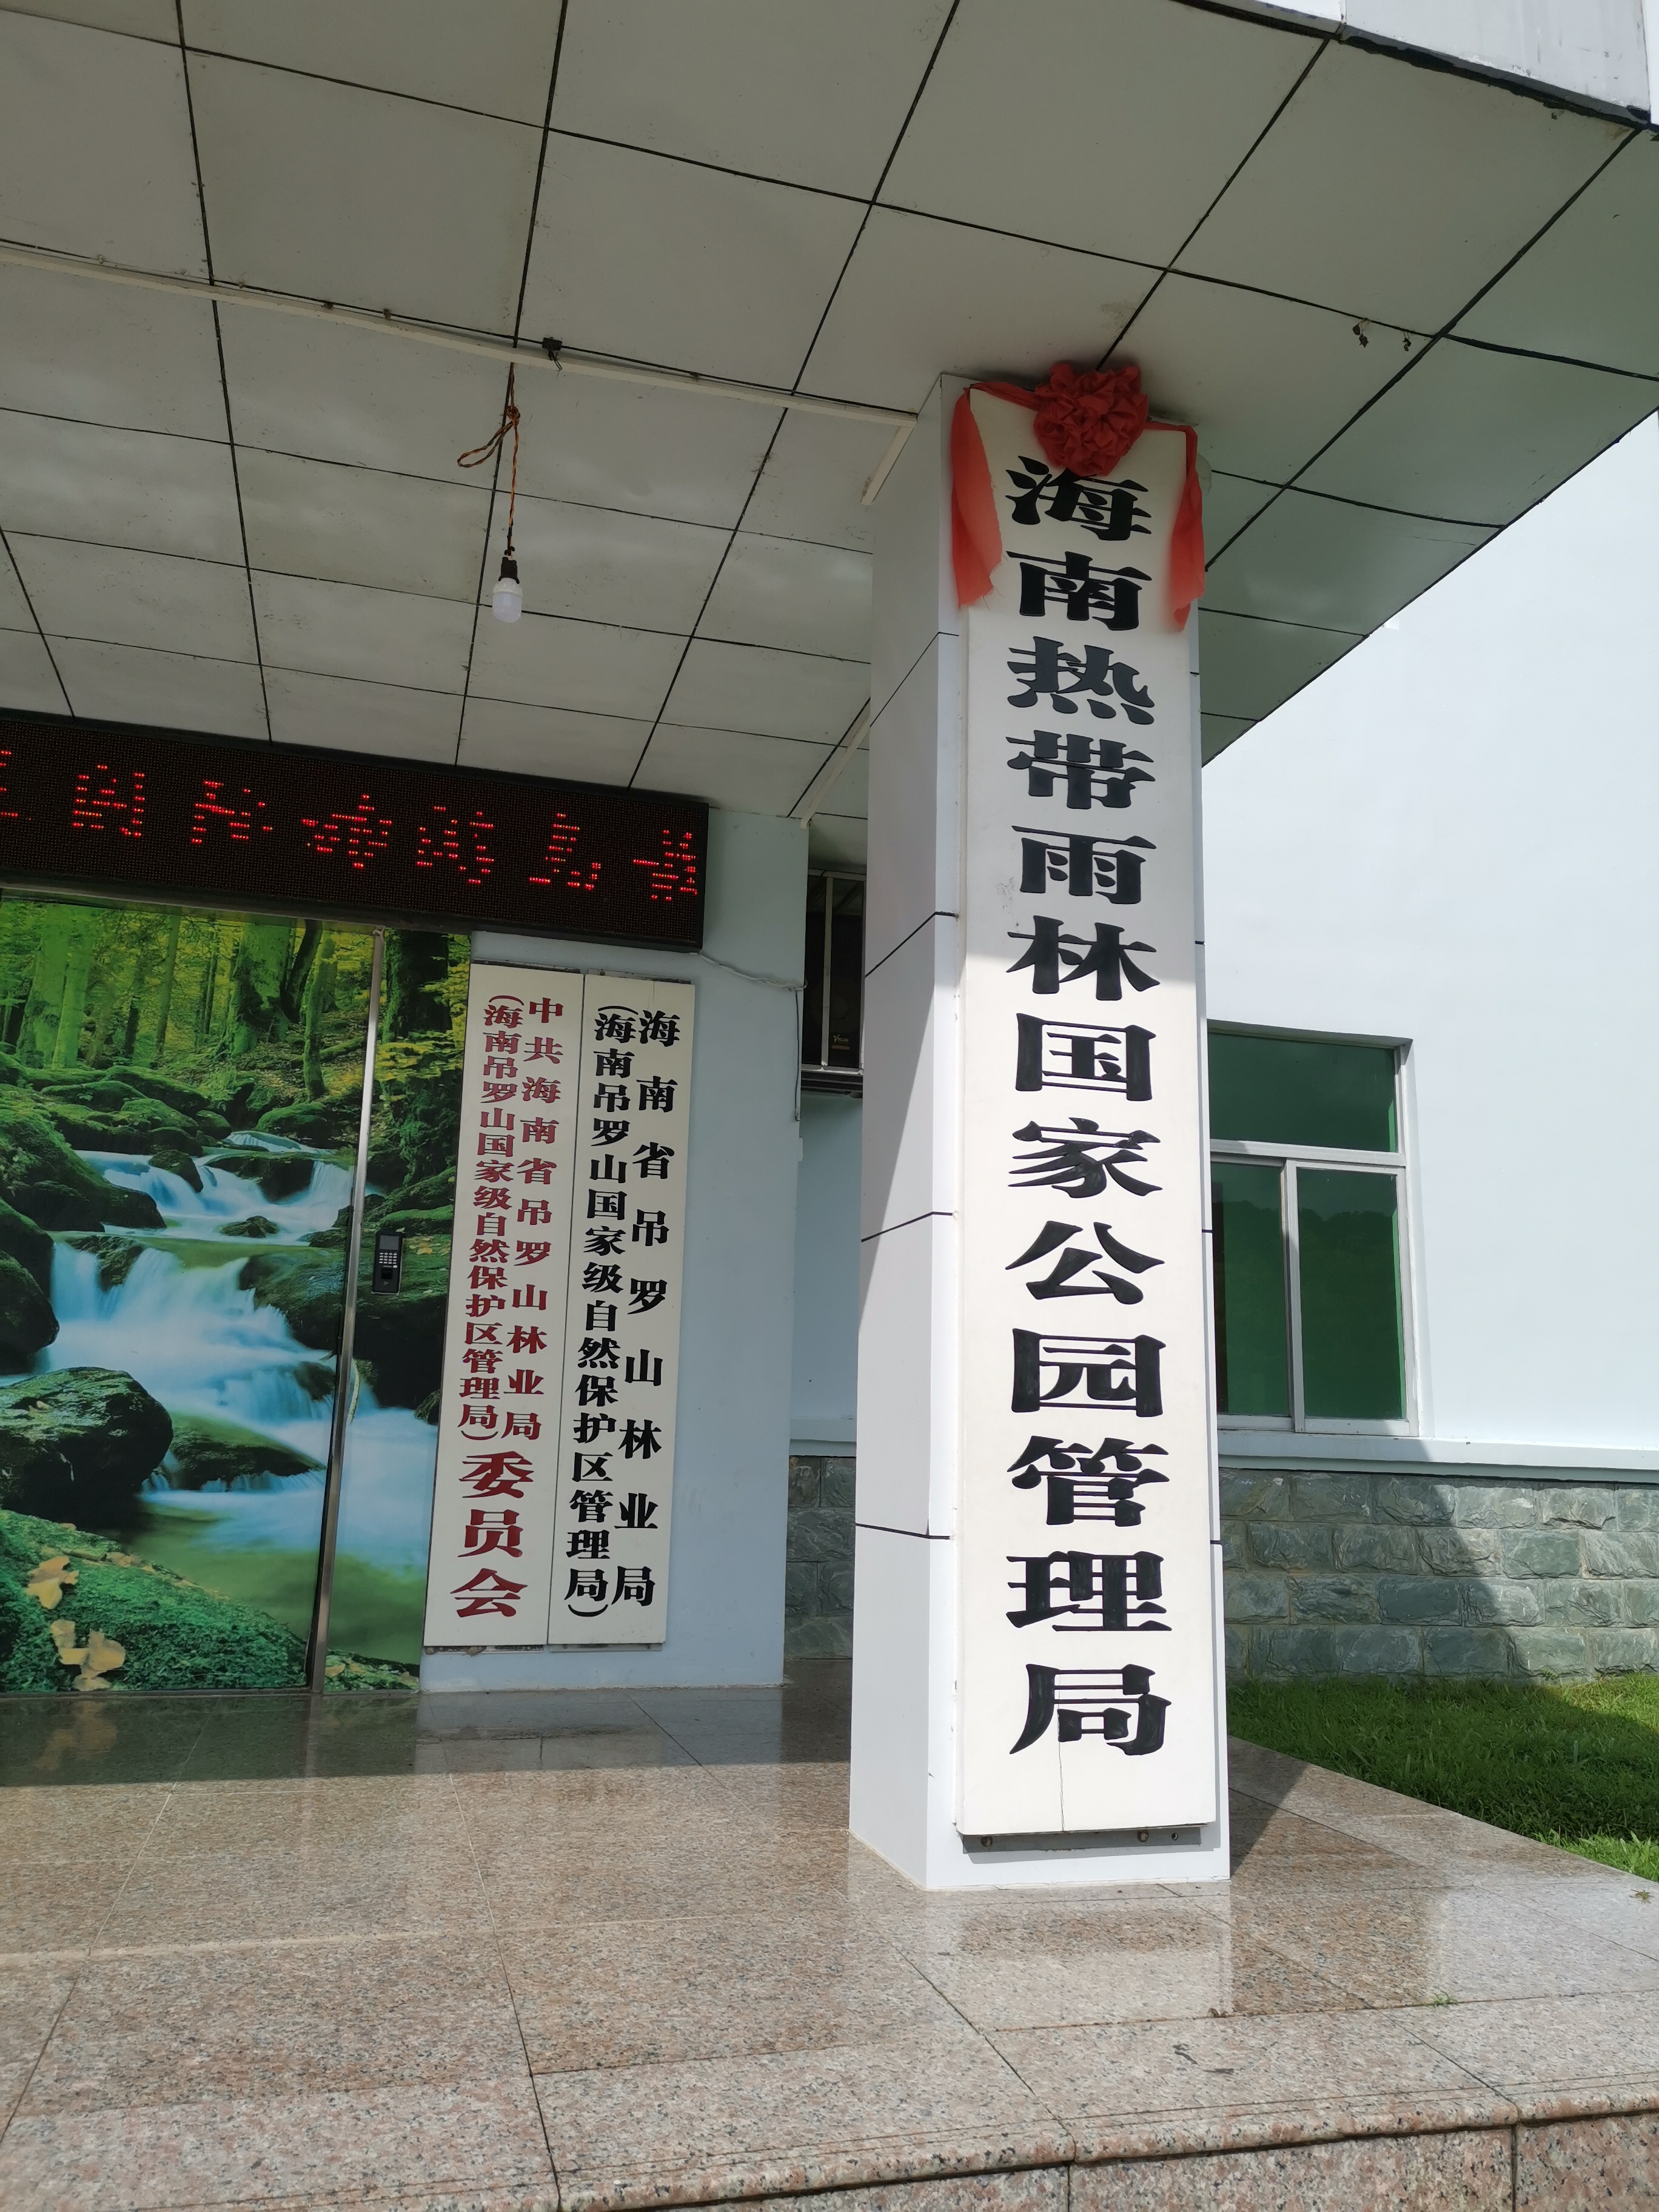 海南热带雨林国家公园管理局
海南省吊罗山林业局
(海南吊罗山国家级自然保护区管理局)
中共海南省吊罗山林业局
(海南吊罗山国家级自然保护区管理局)
委员会